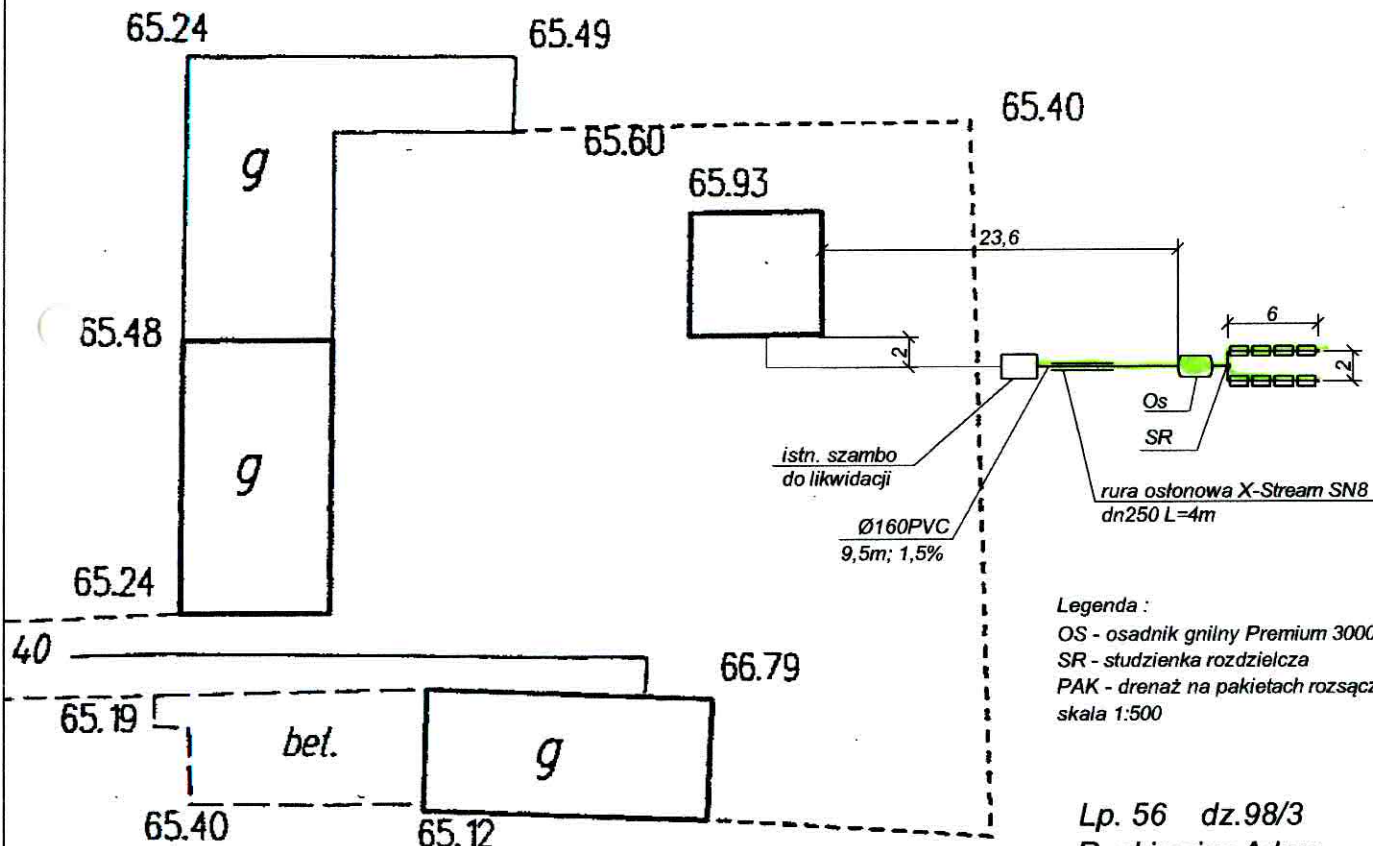 65.24
65.49
65.40
g
65.60
65.93
23,6
65.48
6
2
2
Os
SR
g
istn. szambo
do likwidacji
rura osłonowa X-Stream SN8
dn250 L=4m
Ø160PVC
9,5m; 1,5%
65.24
Legenda :
OS - osadnik gnilny Premium 3000
SR - studzienka rozdzielcza
PAK - drenaż na pakietach rozsącz
skala 1:500
40
66.79
65.19
bet.
g
65.40
65.12
Lp. 56 dz.98/3